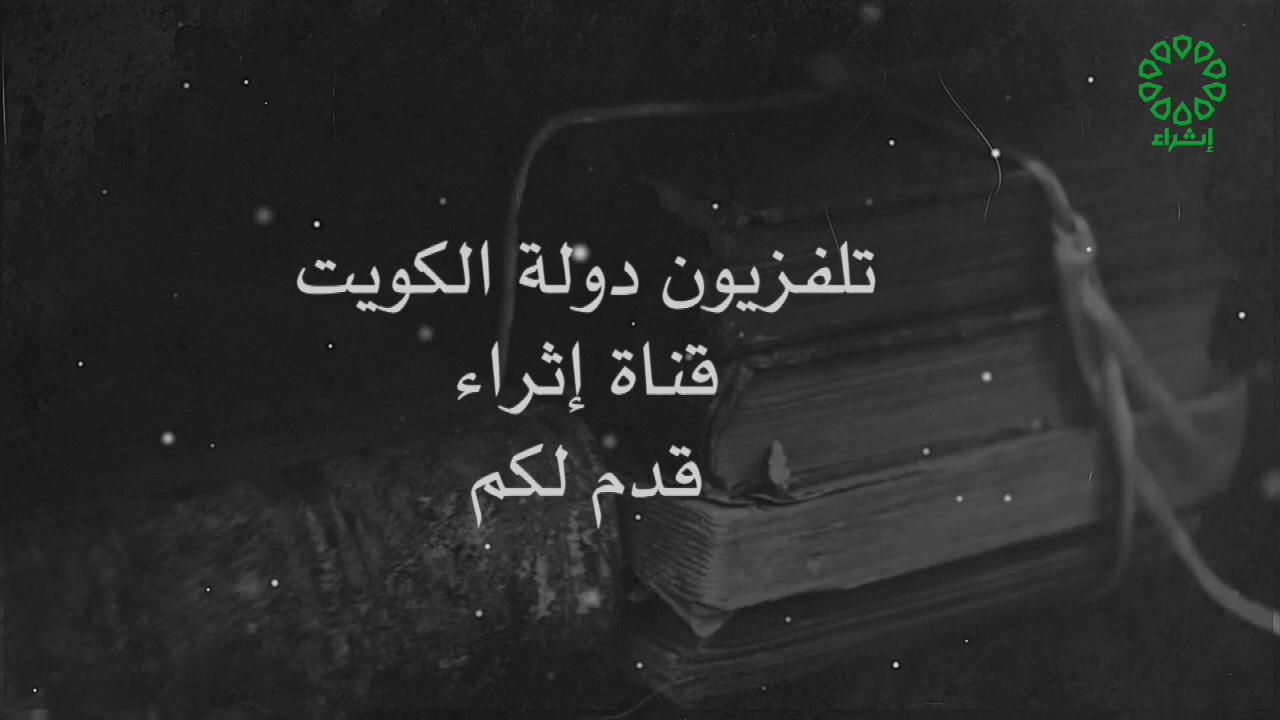 إثراء
تلفزيون دولة الكويت
قناة إثراء
قدم لكم